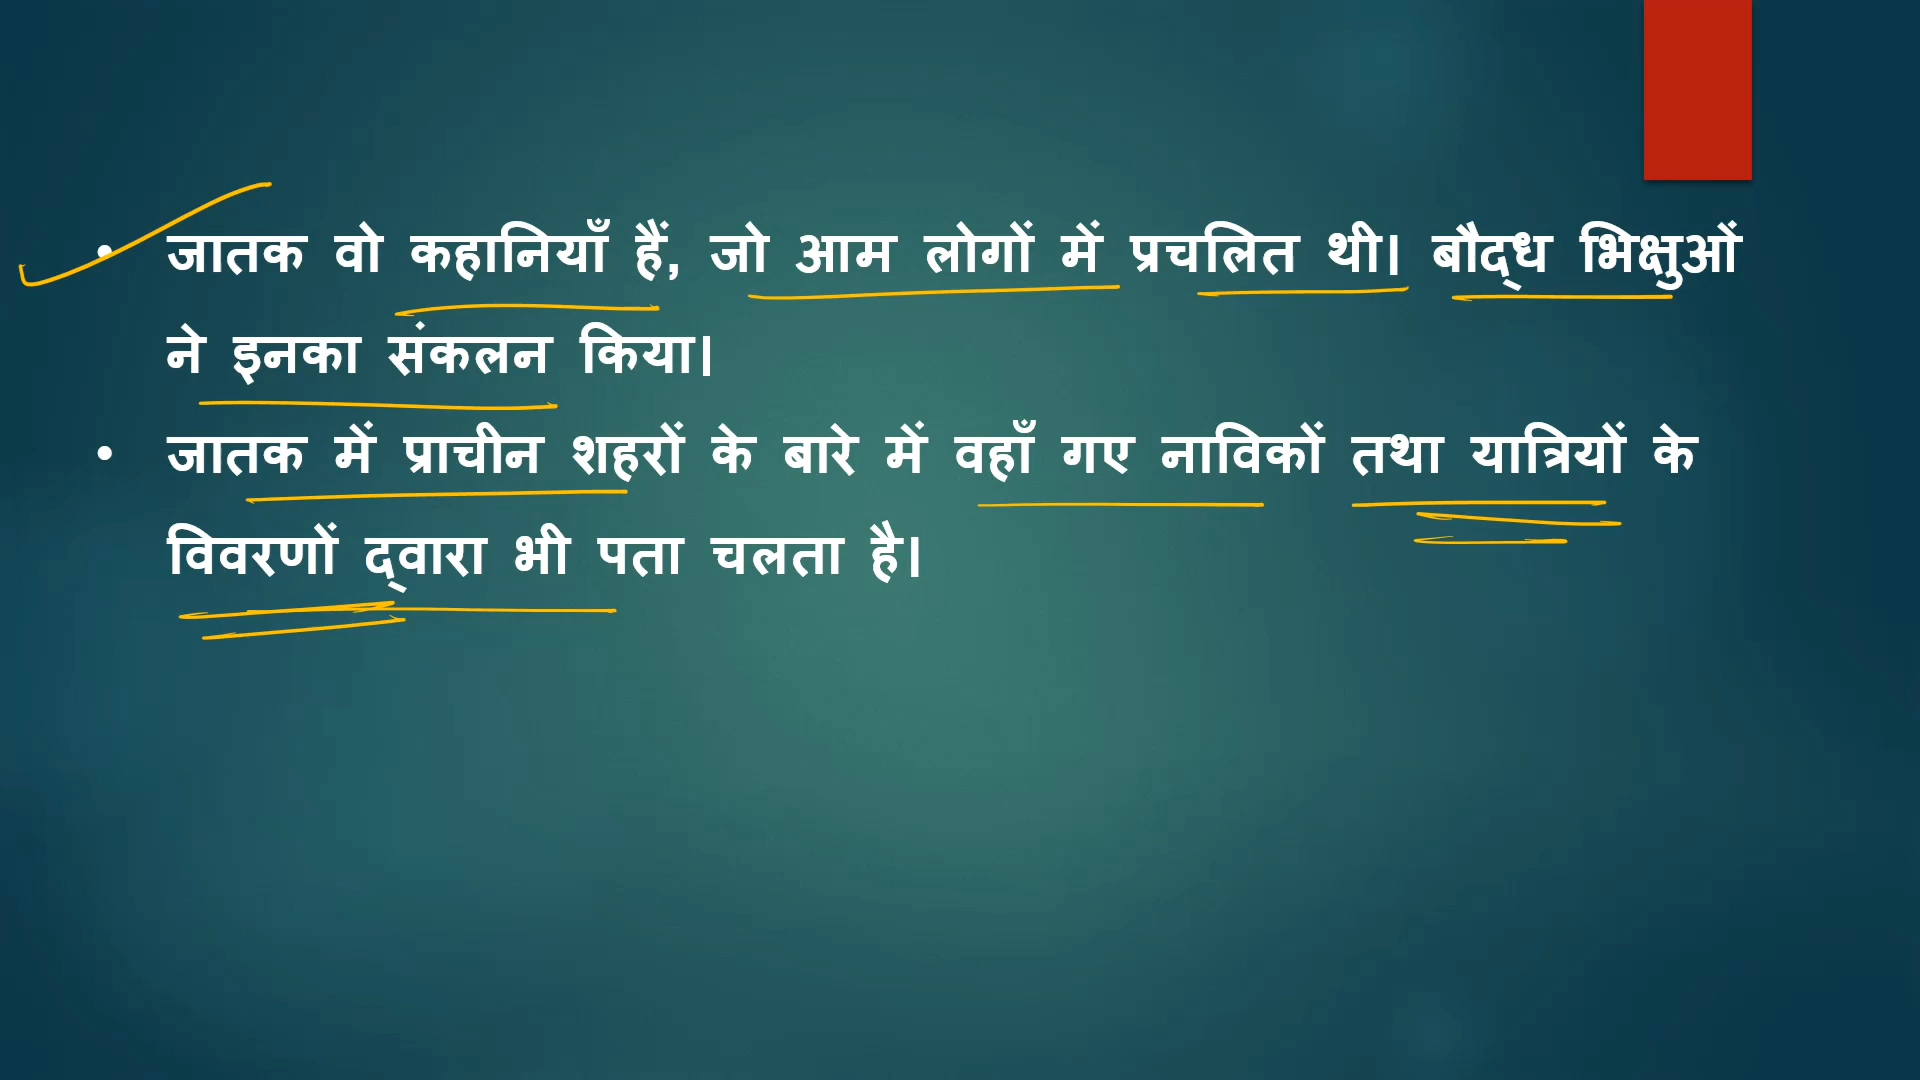 • जातक वो कहानियाँ हैं, जो आम लोगों में प्रचलित थी। बौद्ध भिक्षुओं
ने इनका संकलन किया।
• जातक में प्राचीन शहरों के बारे में वहाँ गए नाविकों तथा यात्रियों के
विवरणों द्वारा भी पता चलता है।